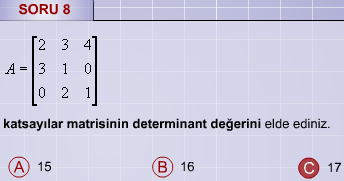 SORU 8
2 3 4
A = 3 1 0
0 2 1
katsayılar matrisinin determinant değerini elde ediniz.
A 15 B 16 C 17